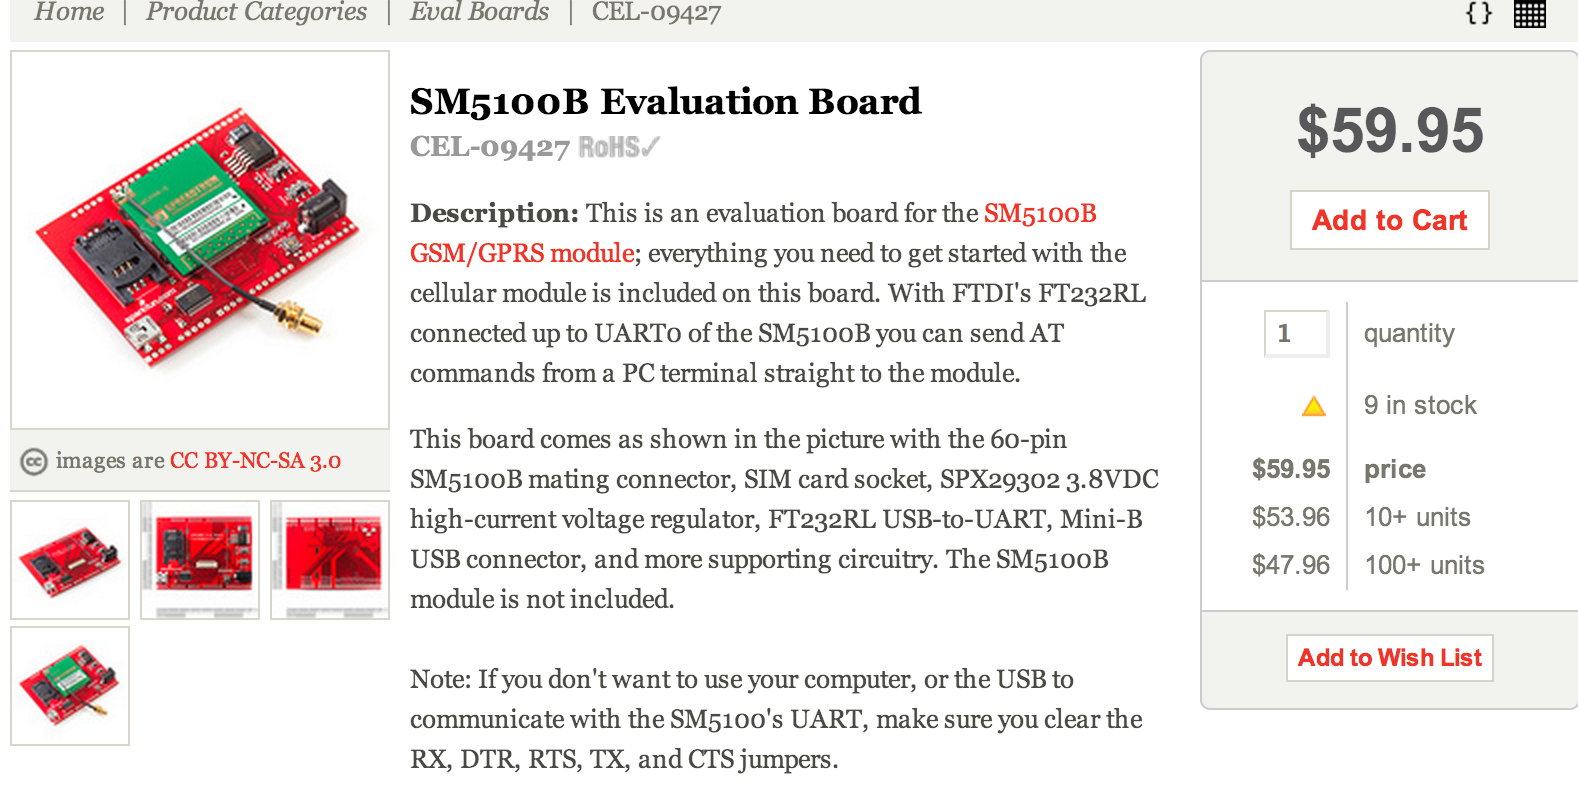 Home | Product Categories | Eval Boards | CEL-09427
{ }
SM5100B Evaluation Board
CEL-09427 RoHS✓
Description: This is an evaluation board for the SM5100B
GSM/GPRS module; everything you need to get started with the
cellular module is included on this board. With FTDI's FT232RL
connected up to UART0 of the SM5100B you can send AT
commands from a PC terminal straight to the module.
This board comes as shown in the picture with the 60-pin
SM5100B mating connector, SIM card socket, SPX29302 3.8VDC
high-current voltage regulator, FT232RL USB-to-UART, Mini-B
USB connector, and more supporting circuitry. The SM5100B
module is not included.
Note: If you don't want to use your computer, or the USB to
communicate with the SM5100's UART, make sure you clear the
RX, DTR, RTS, TX, and CTS jumpers.
SPREADTRUM
sparkfun.com
cc images are CC BY-NC-SA 3.0
$59.95
Add to Cart
1 quantity
9 in stock
$59.95 price
$53.96 10+ units
$47.96 100+ units
Add to Wish List